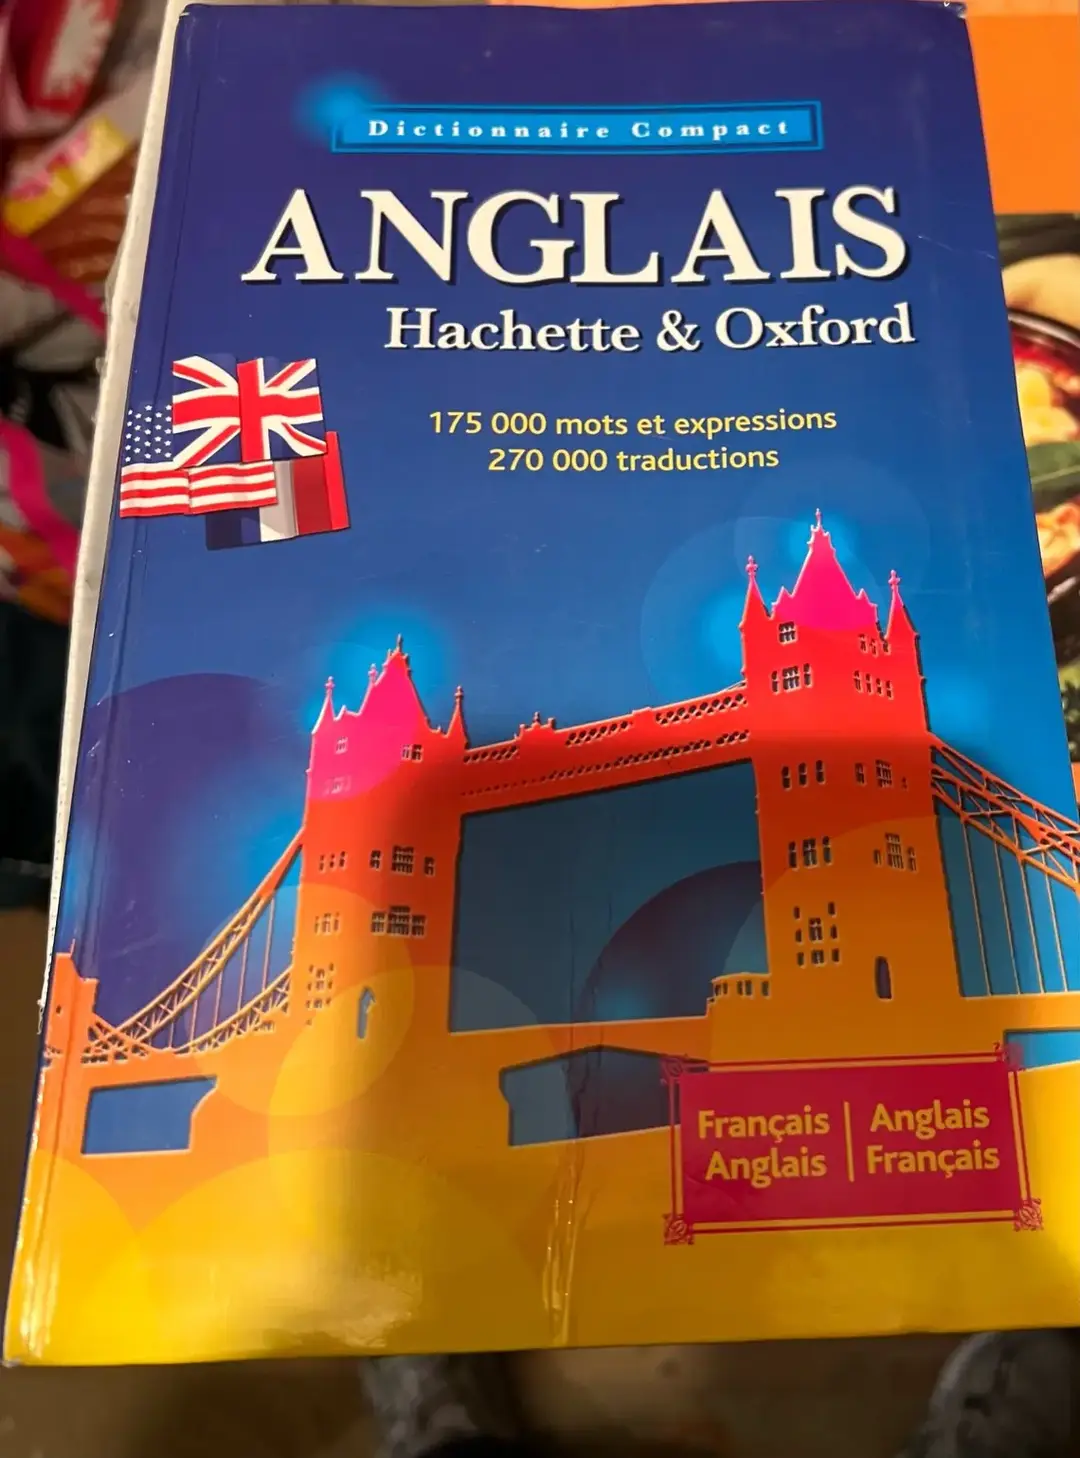 Dictionnaire Compact
ANGLAIS
Hachette & Oxford
175 000 mots et expressions
270 000 traductions
Français | Anglais
Anglais | Français